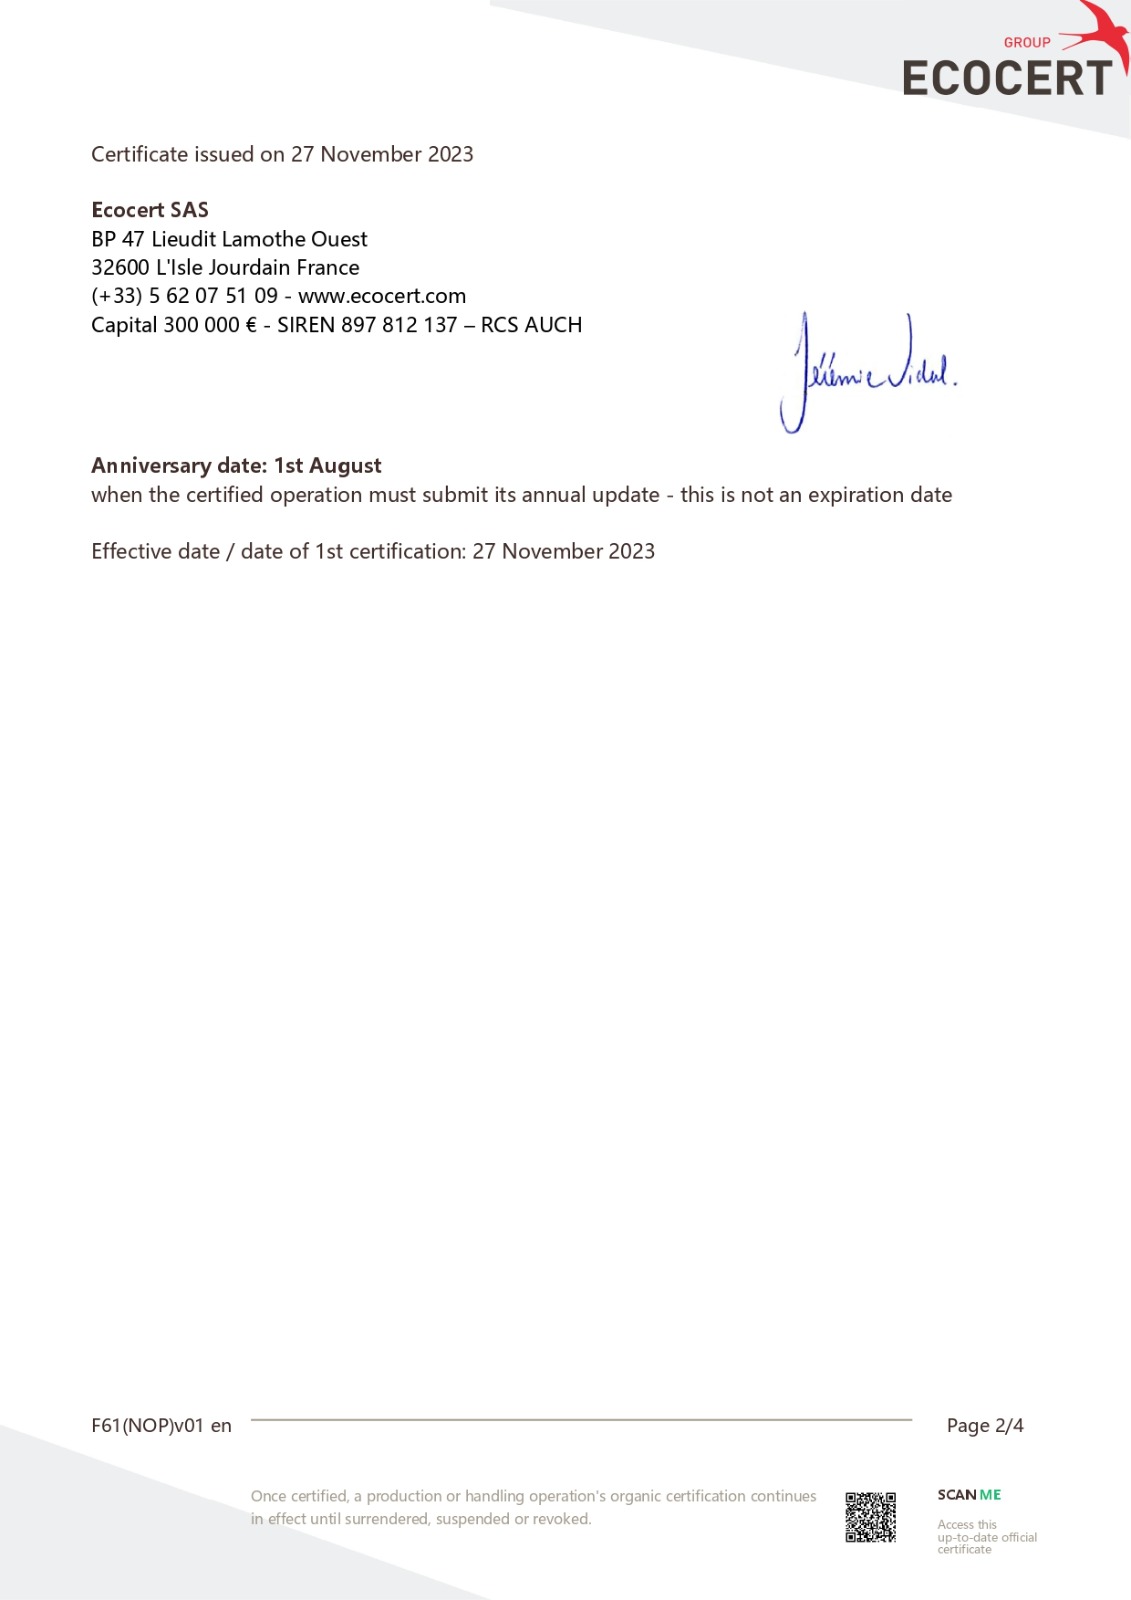 GROUP
ECOCERT
Certificate issued on 27 November 2023
Ecocert SAS
BP 47 Lieudit Lamothe Ouest
32600 L'Isle Jourdain France
(+33) 5 62 07 51 09 - www.ecocert.com
Capital 300 000 € - SIREN 897 812 137 – RCS AUCH
Jérémie Vidal.
Anniversary date: 1st August
when the certified operation must submit its annual update - this is not an expiration date
Effective date / date of 1st certification: 27 November 2023
F61(NOP)v01 en
Page 2/4
Once certified, a production or handling operation's organic certification continues
in effect until surrendered, suspended or revoked.
SCAN ME
Access this
up-to-date official
certificate